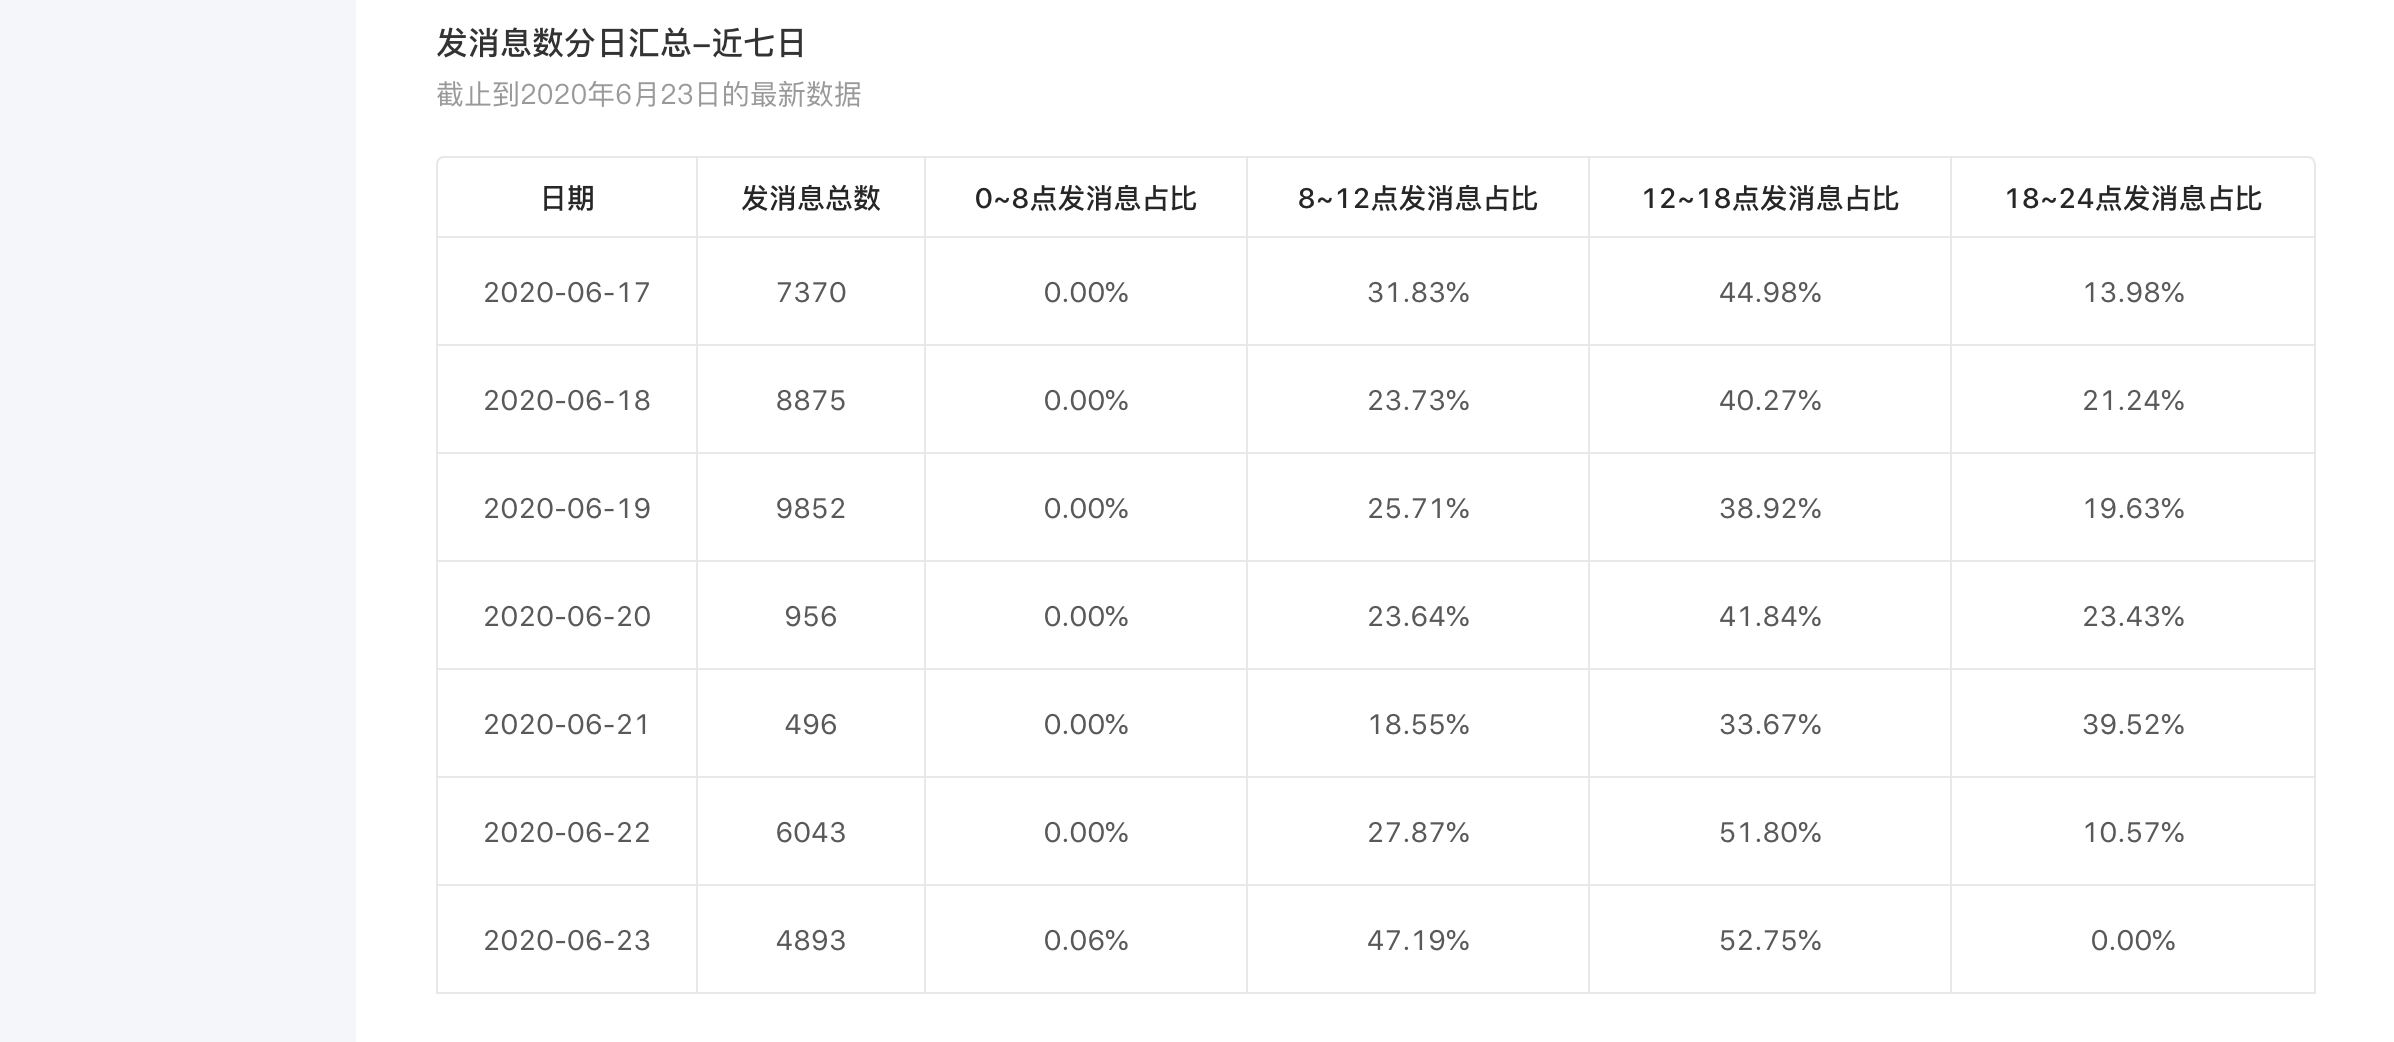 发消息数分日汇总–近七日
截止到2020年6月23日的最新数据
日期 发消息总数 0~8点发消息占比 8~12点发消息占比 12~18点发消息占比 18~24点发消息占比
2020-06-17 7370 0.00% 31.83% 44.98% 13.98%
2020-06-18 8875 0.00% 23.73% 40.27% 21.24%
2020-06-19 9852 0.00% 25.71% 38.92% 19.63%
2020-06-20 956 0.00% 23.64% 41.84% 23.43%
2020-06-21 496 0.00% 18.55% 33.67% 39.52%
2020-06-22 6043 0.00% 27.87% 51.80% 10.57%
2020-06-23 4893 0.06% 47.19% 52.75% 0.00%